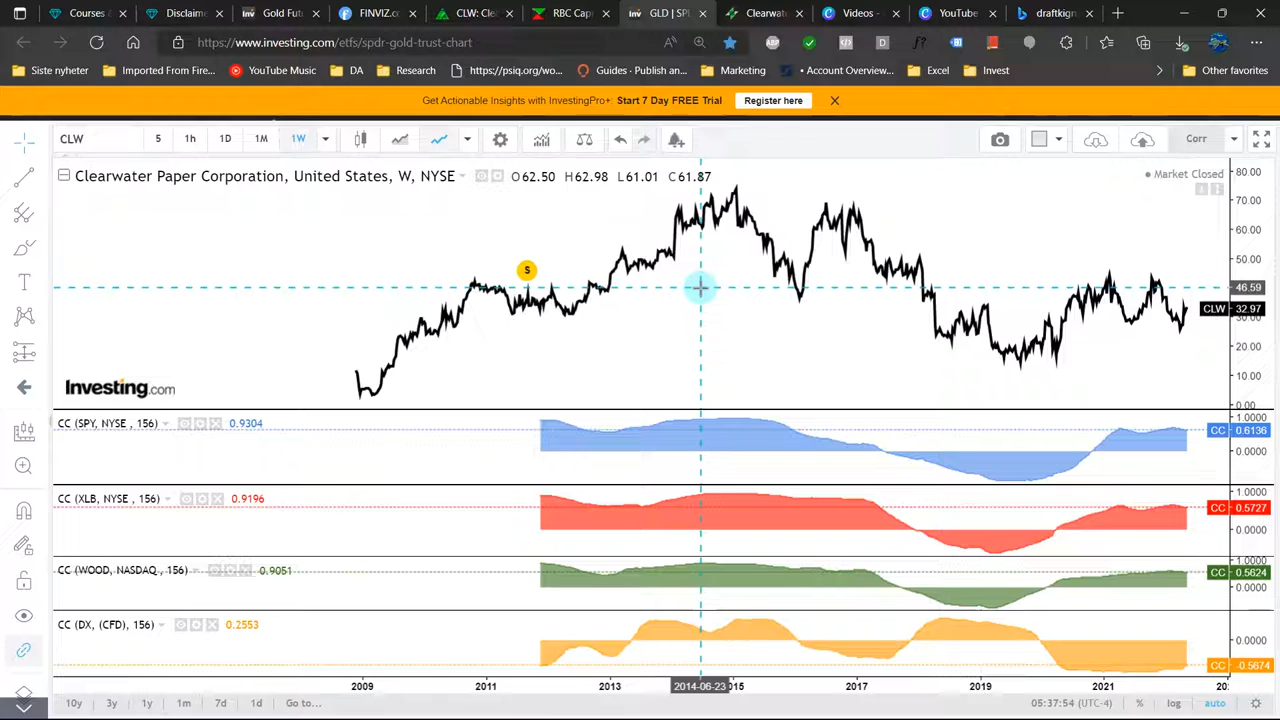 Courses
Disclaime
Gold Futu
FINVIZ.co
CLW: Cle
RBC Cap
GLD | SP
Clearwate
Videos -
YouTube
draftkign
https://www.investing.com/etfs/spdr-gold-trust-chart
Siste nyheter
Imported From Fire...
YouTube Music
DA
Research
https://psiq.org/wo...
Guides · Publish an...
Marketing
• Account Overview...
Excel
Invest
Other favorites
Get Actionable Insights with InvestingPro+: Start 7 Day FREE Trial
Register here
CLW
5
1h
1D
1M
1W
Corr
Clearwater Paper Corporation, United States, W, NYSE
O62.50 H62.98 L61.01 C61.87
Market Closed
80.00
70.00
60.00
50.00
46.59
CLW 32.97
30.00
20.00
10.00
0.00
S
Investing.com
CC (SPY, NYSE , 156)
0.9304
1.0000
CC 0.6136
0.0000
CC (XLB, NYSE , 156)
0.9196
1.0000
CC 0.5727
0.0000
CC (WOOD, NASDAQ , 156)
0.9051
1.0000
CC 0.5624
0.0000
CC (DX, (CFD), 156)
0.2553
0.0000
CC -0.5674
2009
2011
2013
2014-06-23
015
2017
2019
2021
10y
3y
1y
1m
7d
1d
Go to...
05:37:54 (UTC-4)
%
log
auto